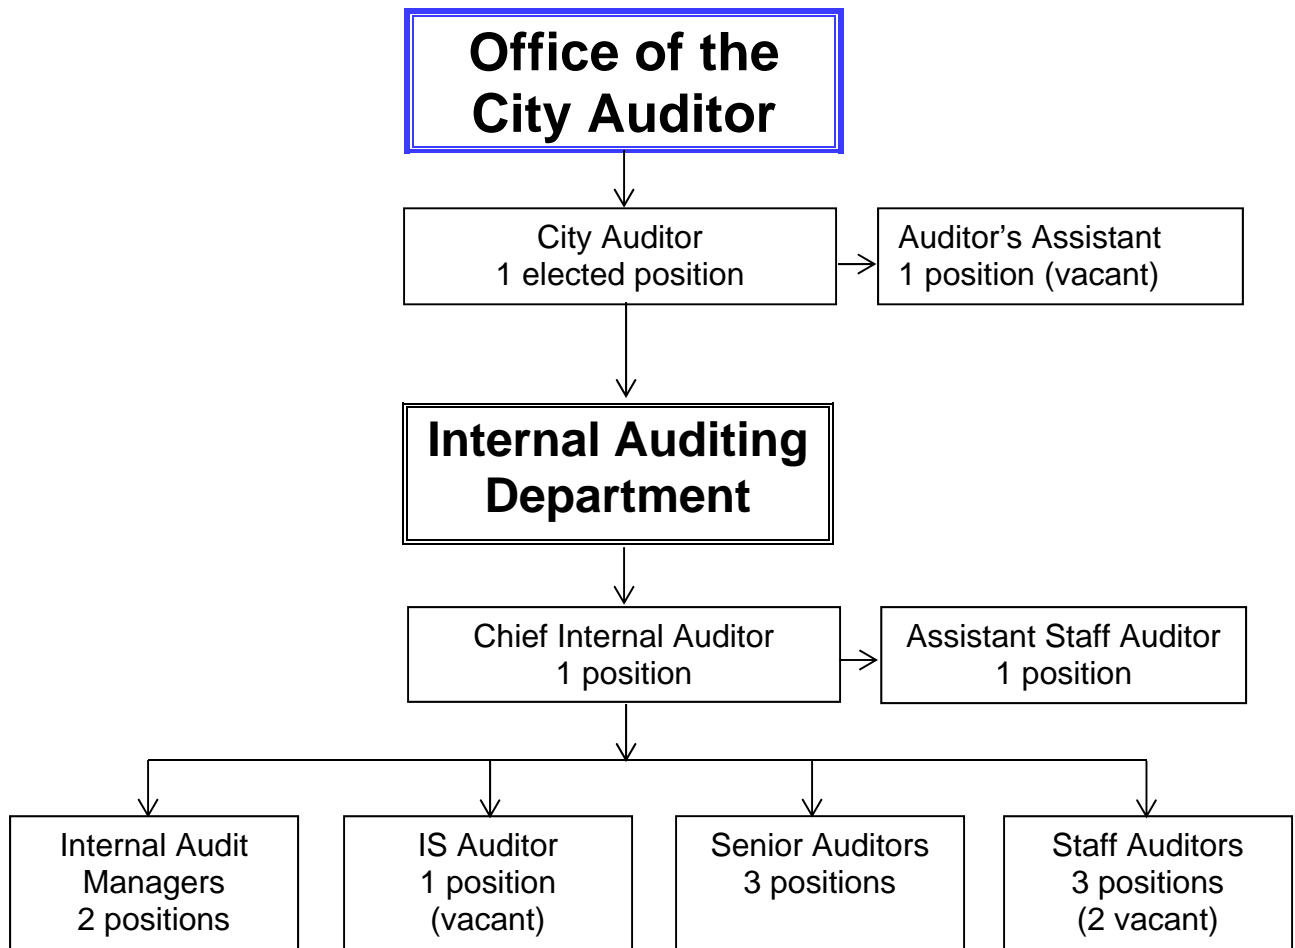 Office of the
City Auditor
City Auditor
1 elected position
Auditor’s Assistant
1 position (vacant)
Internal Auditing
Department
Chief Internal Auditor
1 position
Assistant Staff Auditor
1 position
Internal Audit
Managers
2 positions
IS Auditor
1 position
(vacant)
Senior Auditors
3 positions
Staff Auditors
3 positions
(2 vacant)